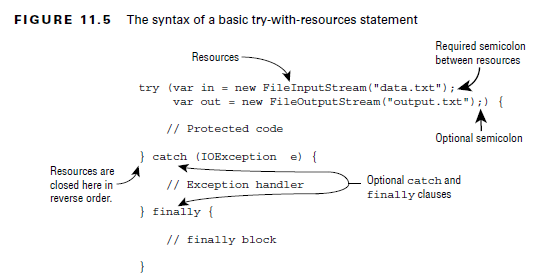 FIGURE 11.5 The syntax of a basic try-with-resources statement
Required semicolon
between resources
Resources
try (var in = new FileInputStream("data.txt");
var out = new FileOutputStream("output.txt");) {
// Protected code
Optional semicolon
} catch (IOException e) {
Resources are
closed here in
reverse order.
// Exception handler
Optional catch and
finally clauses
} finally {
// finally block
}